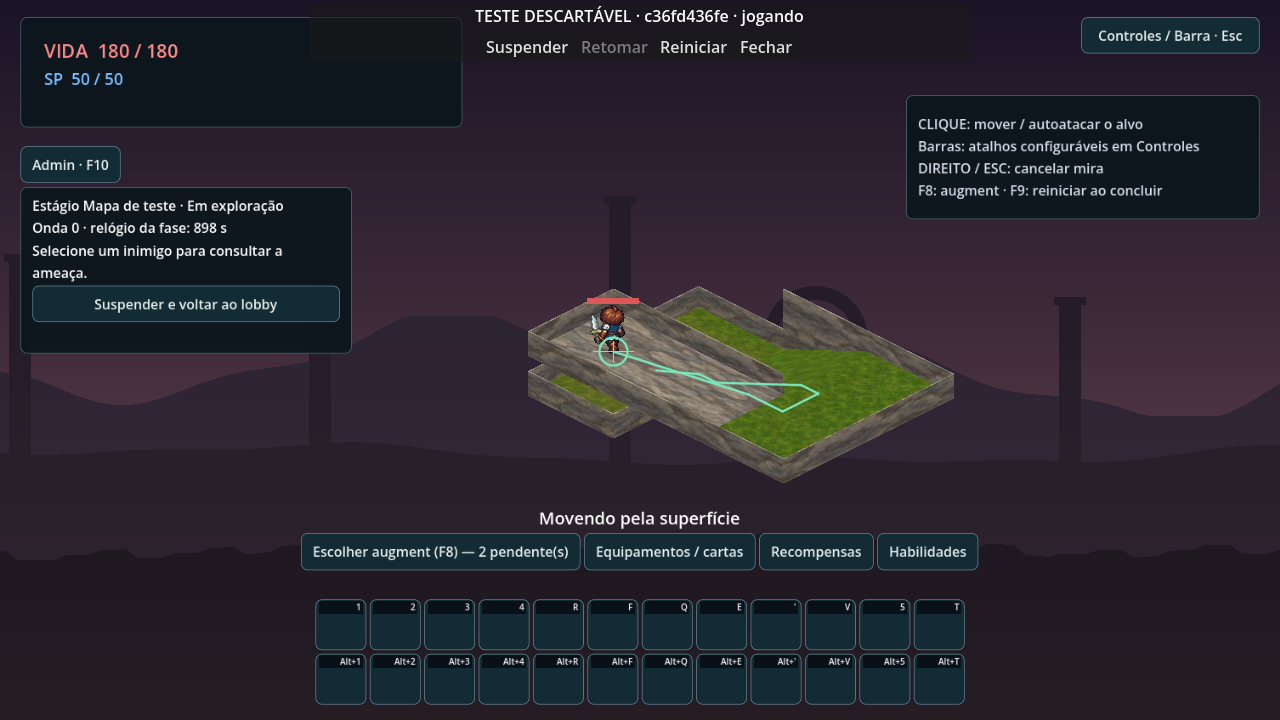 TESTE DESCARTÁVEL · c36fd436fe · jogando
Suspender Retomar Reiniciar Fechar
VIDA 180 / 180
SP 50 / 50
Controles / Barra · Esc
CLIQUE: mover / autoatacar o alvo
Barras: atalhos configuráveis em Controles
DIREITO / ESC: cancelar mira
F8: augment · F9: reiniciar ao concluir
Admin · F10
Estágio Mapa de teste · Em exploração
Onda 0 · relógio da fase: 898 s
Selecione um inimigo para consultar a
ameaça.
Suspender e voltar ao lobby
Movendo pela superfície
Escolher augment (F8) — 2 pendente(s) Equipamentos / cartas Recompensas Habilidades
1 2 3 4 R F Q E ' V 5 T
Alt+1 Alt+2 Alt+3 Alt+4 Alt+R Alt+F Alt+Q Alt+E Alt+' Alt+V Alt+5 Alt+T